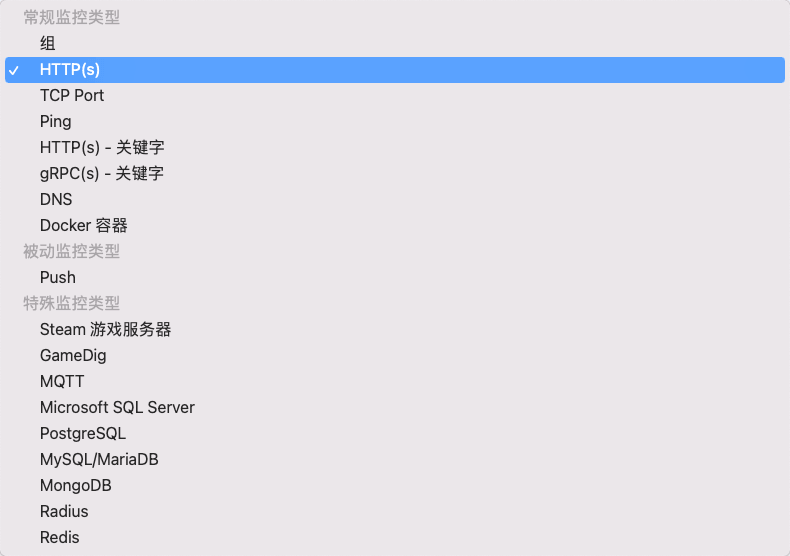 常规监控类型
组
HTTP(s)
TCP Port
Ping
HTTP(s) - 关键字
gRPC(s) - 关键字
DNS
Docker 容器
被动监控类型
Push
特殊监控类型
Steam 游戏服务器
GameDig
MQTT
Microsoft SQL Server
PostgreSQL
MySQL/MariaDB
MongoDB
Radius
Redis